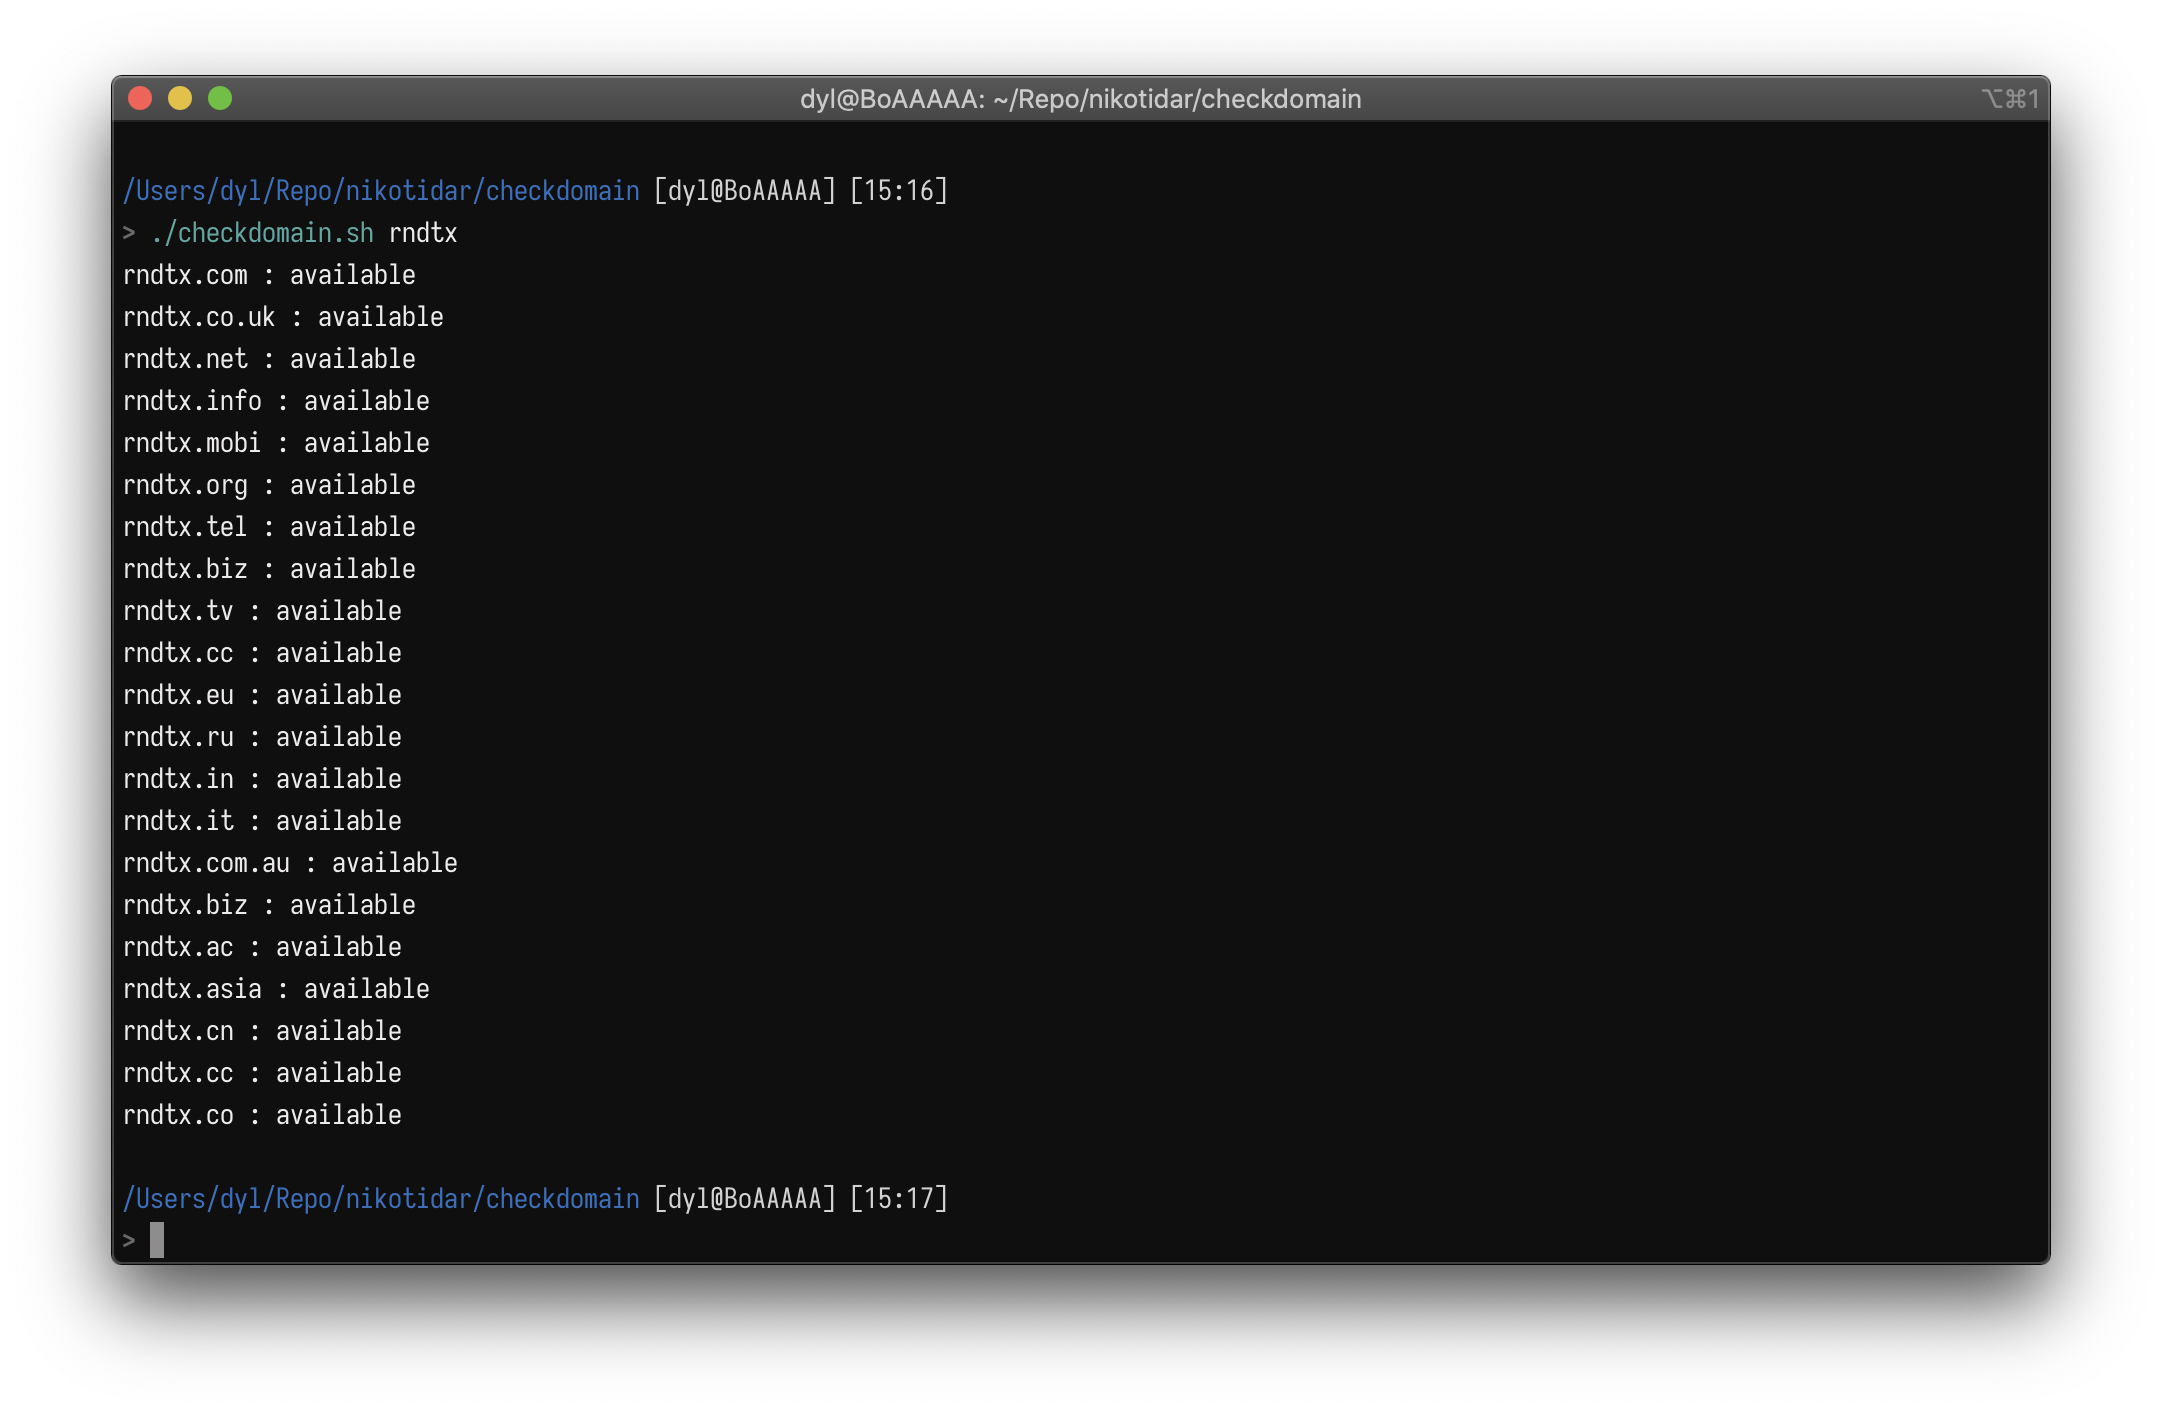 dyl@BoAAAAA: ~/Repo/nikotidar/checkdomain ⌥⌘1
/Users/dyl/Repo/nikotidar/checkdomain [dyl@BoAAAAA] [15:16]
> ./checkdomain.sh rndtx
rndtx.com : available
rndtx.co.uk : available
rndtx.net : available
rndtx.info : available
rndtx.mobi : available
rndtx.org : available
rndtx.tel : available
rndtx.biz : available
rndtx.tv : available
rndtx.cc : available
rndtx.eu : available
rndtx.ru : available
rndtx.in : available
rndtx.it : available
rndtx.com.au : available
rndtx.biz : available
rndtx.ac : available
rndtx.asia : available
rndtx.cn : available
rndtx.cc : available
rndtx.co : available
/Users/dyl/Repo/nikotidar/checkdomain [dyl@BoAAAAA] [15:17]
>